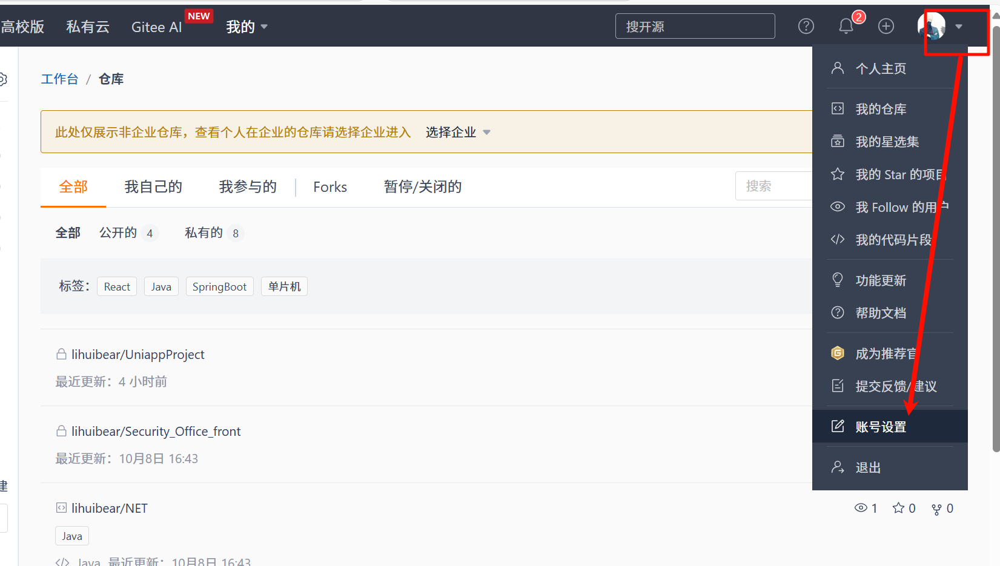 高校版 私有云 Gitee AI NEW 我的 搜开源 2
工作台 / 仓库
此处仅展示非企业仓库，查看个人在企业的仓库请选择企业进入 选择企业
全部 我自己的 我参与的 Forks 暂停/关闭的 搜索
全部 公开的 4 私有的 8
标签： React Java SpringBoot 单片机
lihuibear/UniappProject
最近更新：4 小时前
lihuibear/Security_Office_front
最近更新：10月8日 16:43
建
lihuibear/NET 1 0 0
Java
Java 最近更新：10月8日 16:43
个人主页
我的仓库
我的星选集
我的 Star 的项目
我 Follow 的用户
我的代码片段
功能更新
帮助文档
成为推荐官
提交反馈/建议
账号设置
退出